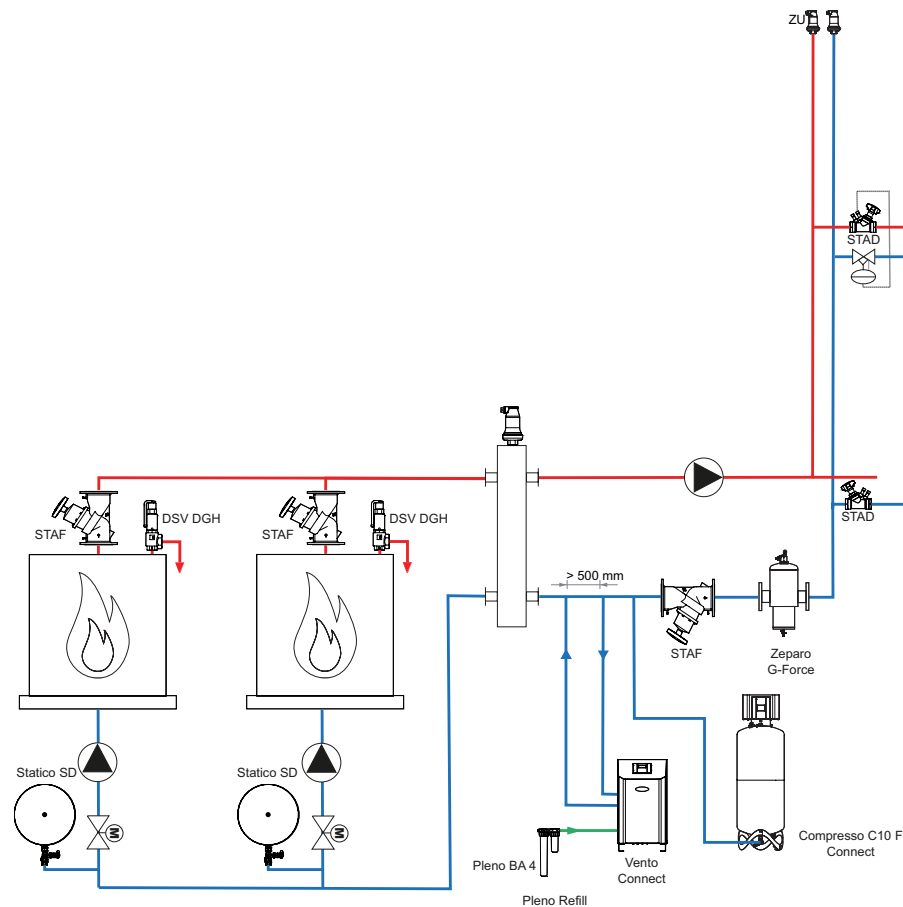 ZU
STAD
STAD
DSV DGH
DSV DGH
STAF
STAF
> 500 mm
STAF
Zeparo
G-Force
Statico SD
Statico SD
M
M
Pleno BA 4
Pleno Refill
Vento
Connect
Compresso C10 F
Connect